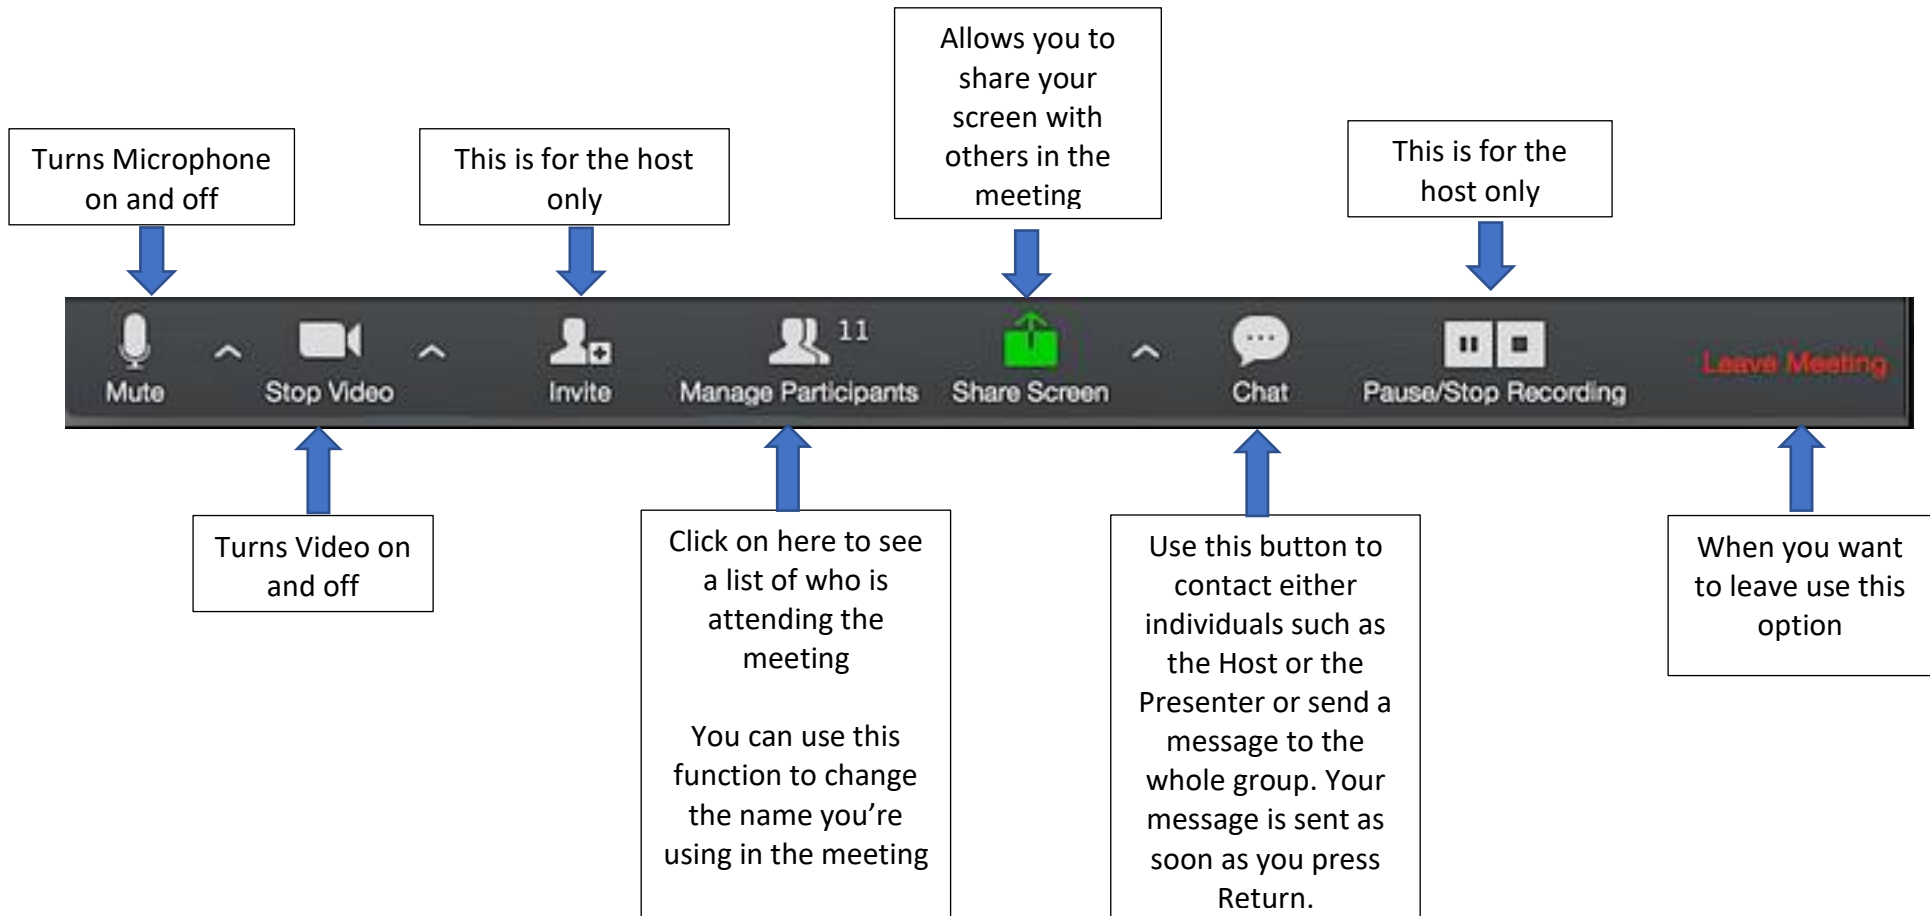 Allows you to
share your
screen with
others in the
meeting
Turns Microphone
on and off
This is for the host
only
This is for the
host only
Mute
Stop Video
Invite
11
Manage Participants
Share Screen
Chat
Pause/Stop Recording
Leave Meeting
Turns Video on
and off
Click on here to see
a list of who is
attending the
meeting
You can use this
function to change
the name you’re
using in the meeting
Use this button to
contact either
individuals such as
the Host or the
Presenter or send a
message to the
whole group. Your
message is sent as
soon as you press
Return.
When you want
to leave use this
option